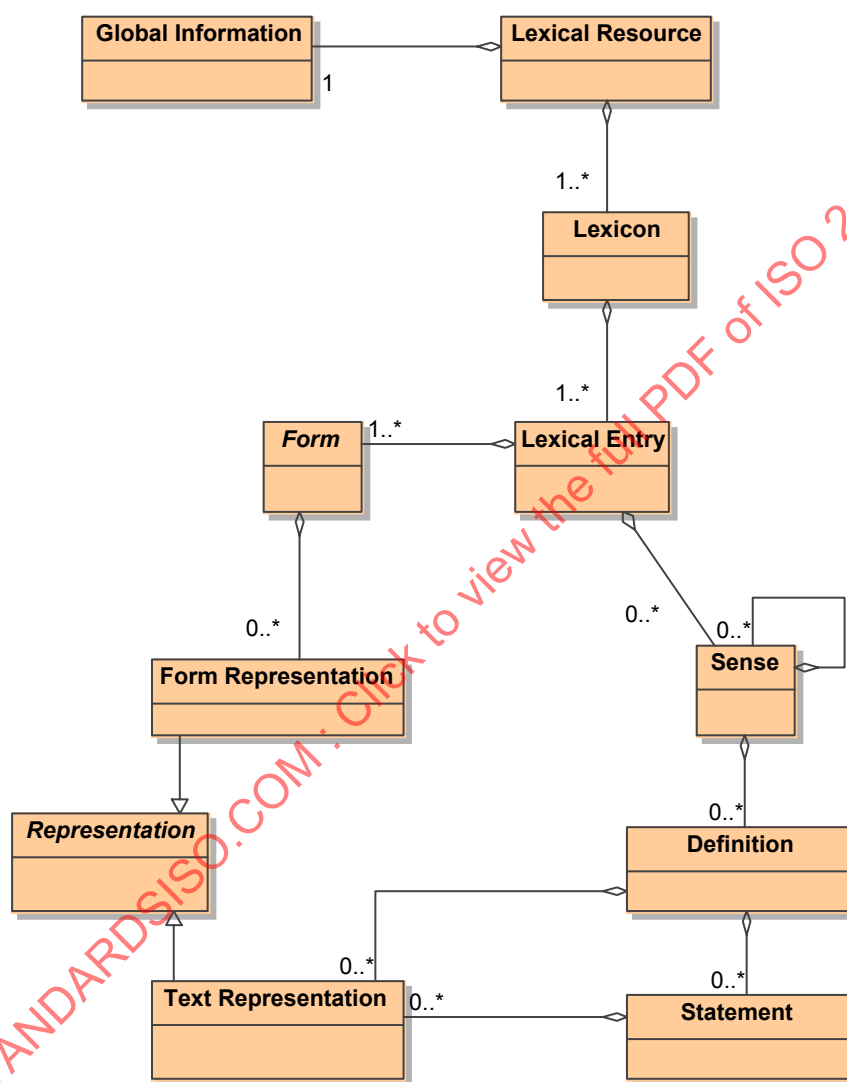 Global Information
Lexical Resource
1
1..*
Lexicon
1..*
Form
1..*
Lexical Entry
0..*
0..*
0..*
Form Representation
Sense
Representation
0..*
Definition
0..*
0..*
0..*
Text Representation
Statement
ANDARDSISO.COM : Click to view the full PDF of ISO 2